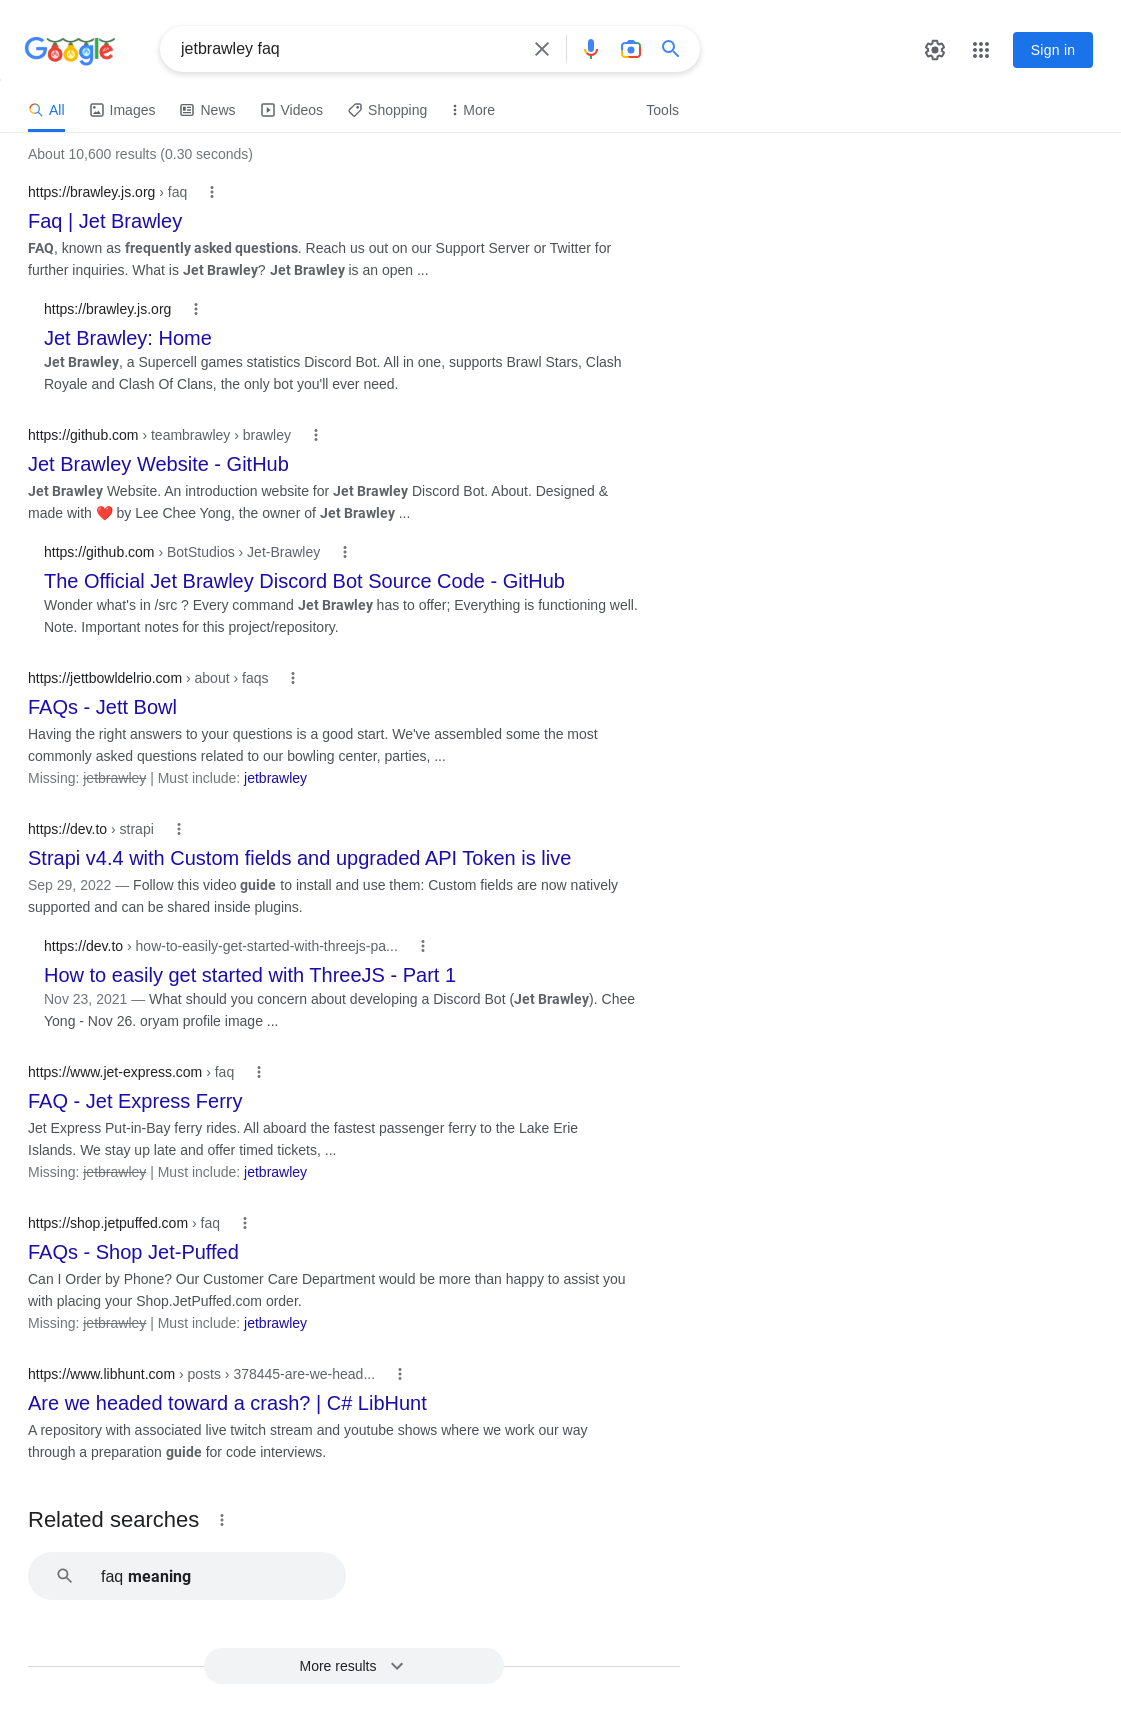 Google
jetbrawley faq
Sign in
All Images News Videos Shopping More Tools
About 10,600 results (0.30 seconds)
https://brawley.js.org › faq
Faq | Jet Brawley
FAQ, known as frequently asked questions. Reach us out on our Support Server or Twitter for
further inquiries. What is Jet Brawley? Jet Brawley is an open ...
https://brawley.js.org
Jet Brawley: Home
Jet Brawley, a Supercell games statistics Discord Bot. All in one, supports Brawl Stars, Clash
Royale and Clash Of Clans, the only bot you'll ever need.
https://github.com › teambrawley › brawley
Jet Brawley Website - GitHub
Jet Brawley Website. An introduction website for Jet Brawley Discord Bot. About. Designed &
made with ❤️ by Lee Chee Yong, the owner of Jet Brawley ...
https://github.com › BotStudios › Jet-Brawley
The Official Jet Brawley Discord Bot Source Code - GitHub
Wonder what's in /src ? Every command Jet Brawley has to offer; Everything is functioning well.
Note. Important notes for this project/repository.
https://jettbowldelrio.com › about › faqs
FAQs - Jett Bowl
Having the right answers to your questions is a good start. We've assembled some the most
commonly asked questions related to our bowling center, parties, ...
Missing: jetbrawley | Must include: jetbrawley
https://dev.to › strapi
Strapi v4.4 with Custom fields and upgraded API Token is live
Sep 29, 2022 — Follow this video guide to install and use them: Custom fields are now natively
supported and can be shared inside plugins.
https://dev.to › how-to-easily-get-started-with-threejs-pa...
How to easily get started with ThreeJS - Part 1
Nov 23, 2021 — What should you concern about developing a Discord Bot (Jet Brawley). Chee
Yong - Nov 26. oryam profile image ...
https://www.jet-express.com › faq
FAQ - Jet Express Ferry
Jet Express Put-in-Bay ferry rides. All aboard the fastest passenger ferry to the Lake Erie
Islands. We stay up late and offer timed tickets, ...
Missing: jetbrawley | Must include: jetbrawley
https://shop.jetpuffed.com › faq
FAQs - Shop Jet-Puffed
Can I Order by Phone? Our Customer Care Department would be more than happy to assist you
with placing your Shop.JetPuffed.com order.
Missing: jetbrawley | Must include: jetbrawley
https://www.libhunt.com › posts › 378445-are-we-head...
Are we headed toward a crash? | C# LibHunt
A repository with associated live twitch stream and youtube shows where we work our way
through a preparation guide for code interviews.
Related searches
faq meaning
More results